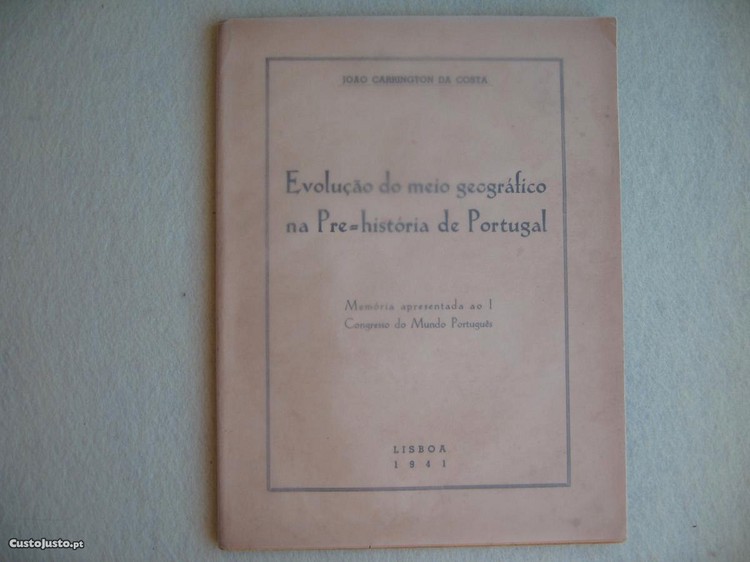 JOÃO CARRINGTON DA COSTA
Evolução do meio geográfico
na Pre=história de Portugal
Memória apresentada ao I
Congresso do Mundo Português
LISBOA
1941
CustoJusto.pt